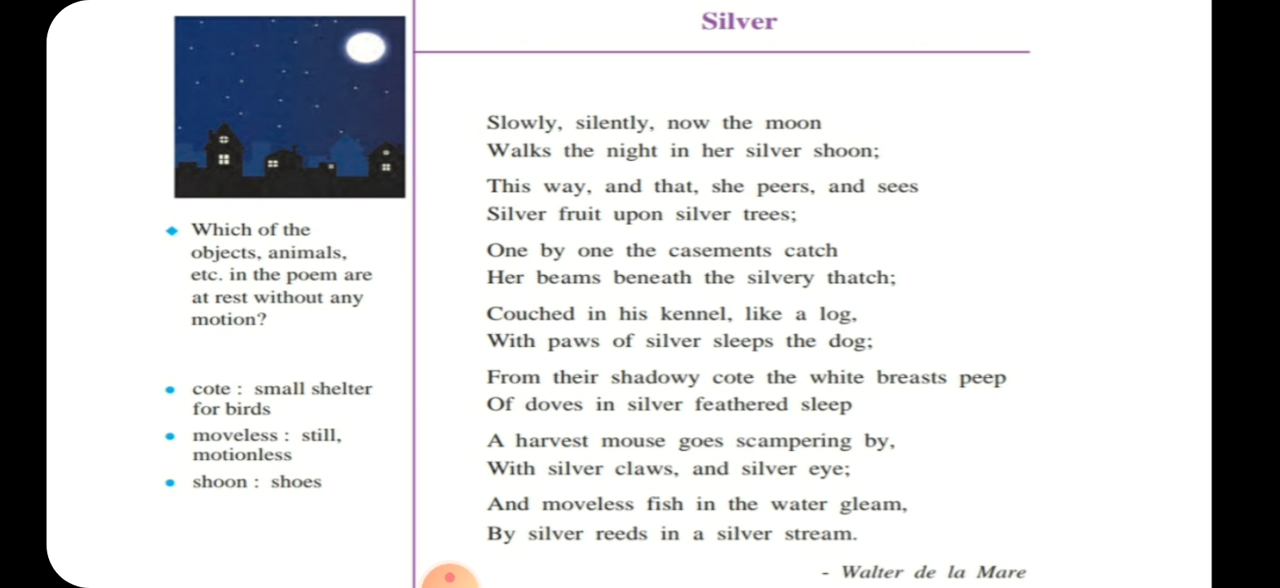 Silver
Slowly, silently, now the moon
Walks the night in her silver shoon;
This way, and that, she peers, and sees
Silver fruit upon silver trees;
One by one the casements catch
Her beams beneath the silvery thatch;
Couched in his kennel, like a log,
With paws of silver sleeps the dog;
From their shadowy cote the white breasts peep
Of doves in silver feathered sleep
A harvest mouse goes scampering by,
With silver claws, and silver eye;
And moveless fish in the water gleam,
By silver reeds in a silver stream.
- Walter de la Mare
Which of the
objects, animals,
etc. in the poem are
at rest without any
motion?
cote : small shelter
for birds
moveless : still,
motionless
shoon : shoes